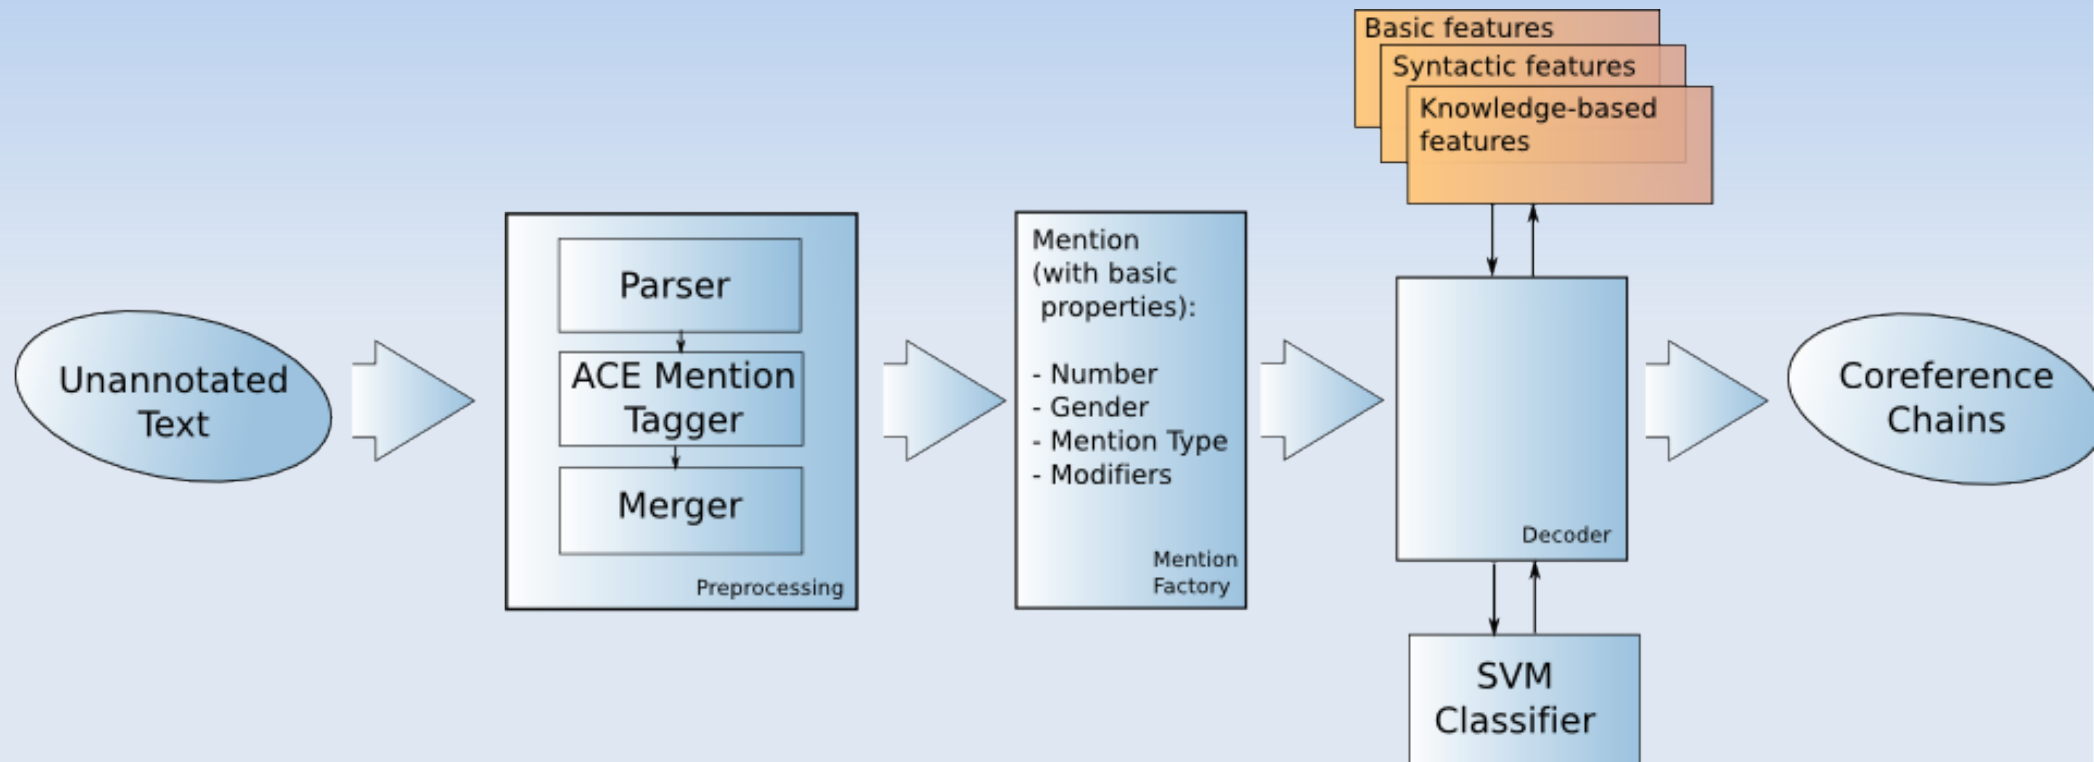 Unannotated
Text
Parser
ACE Mention
Tagger
Merger
Preprocessing
Mention
(with basic
properties):
- Number
- Gender
- Mention Type
- Modifiers
Mention
Factory
Basic features
Syntactic features
Knowledge-based
features
Decoder
SVM
Classifier
Coreference
Chains